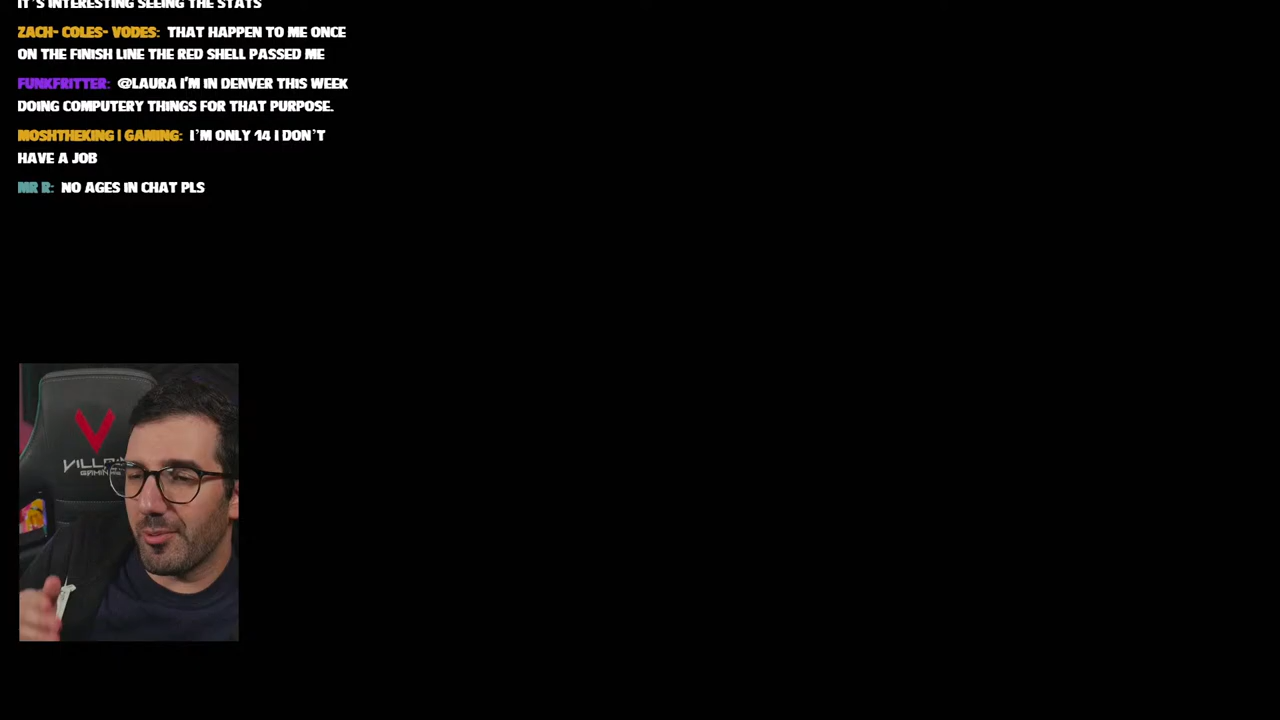 IT'S INTERESTING SEEING THE STATS
ZACH- COLES- VODES: THAT HAPPEN TO ME ONCE
ON THE FINISH LINE THE RED SHELL PASSED ME
FUNKFRITTER: @LAURA I'M IN DENVER THIS WEEK
DOING COMPUTERY THINGS FOR THAT PURPOSE.
MOSHTHEKING | GAMING: I'M ONLY 14 I DON'T
HAVE A JOB
MR R: NO AGES IN CHAT PLS
VILLAIN
GAMING